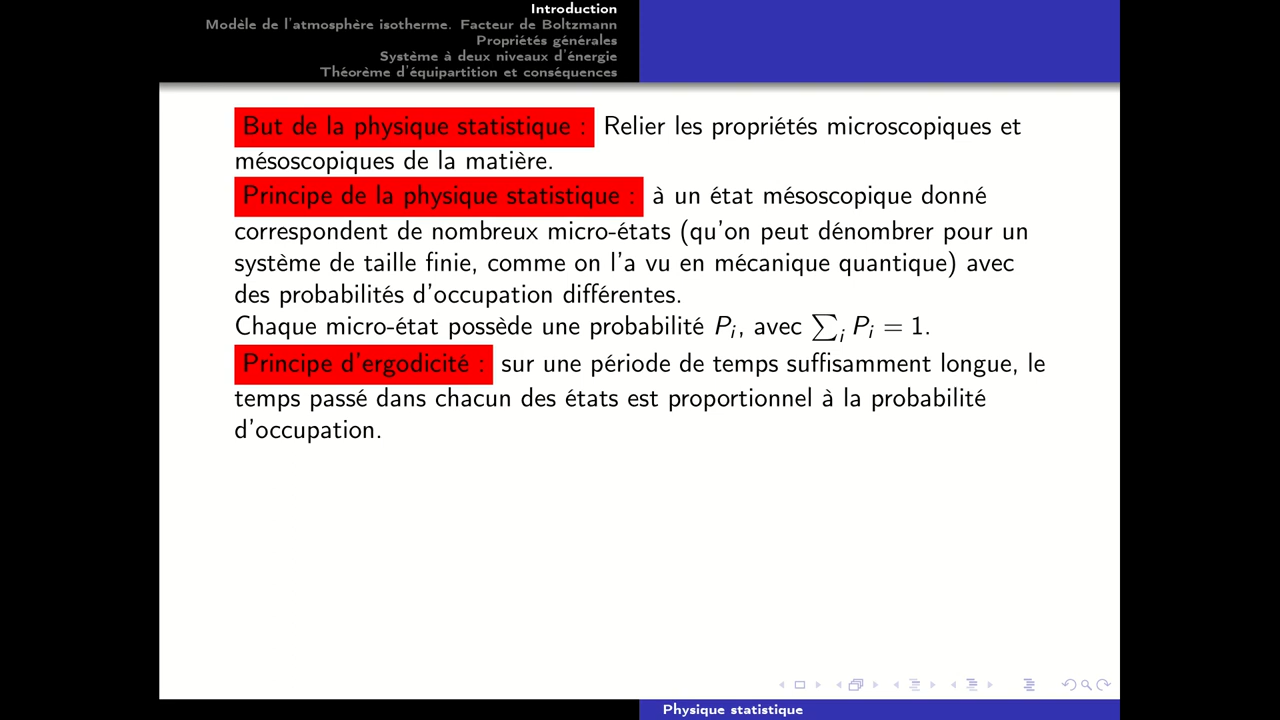 Introduction
Modèle de l'atmosphère isotherme. Facteur de Boltzmann
Propriétés générales
Système à deux niveaux d'énergie
Théorème d'équipartition et conséquences
But de la physique statistique : Relier les propriétés microscopiques et
mésoscopiques de la matière.
Principe de la physique statistique : à un état mésoscopique donné
correspondent de nombreux micro-états (qu'on peut dénombrer pour un
système de taille finie, comme on l'a vu en mécanique quantique) avec
des probabilités d'occupation différentes.
Chaque micro-état possède une probabilité P_i, avec ∑_i P_i = 1.
Principe d'ergodicité : sur une période de temps suffisamment longue, le
temps passé dans chacun des états est proportionnel à la probabilité
d'occupation.
Physique statistique